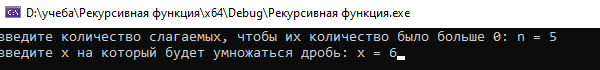 D:\учеба\Рекурсивная функция\x64\Debug\Рекурсивная функция.exe
введите количество слагаемых, чтобы их количество было больше 0: n = 5
введите х на который будет умножаться дробь: х = 6